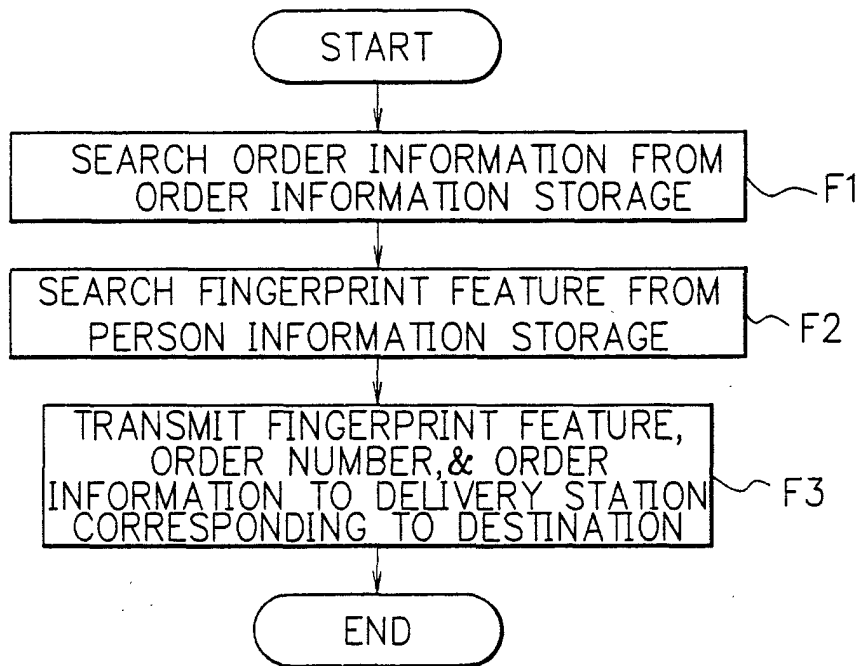 START
SEARCH ORDER INFORMATION FROM
ORDER INFORMATION STORAGE
F1
SEARCH FINGERPRINT FEATURE FROM
PERSON INFORMATION STORAGE
F2
TRANSMIT FINGERPRINT FEATURE,
ORDER NUMBER,& ORDER
INFORMATION TO DELIVERY STATION
CORRESPONDING TO DESTINATION
F3
END